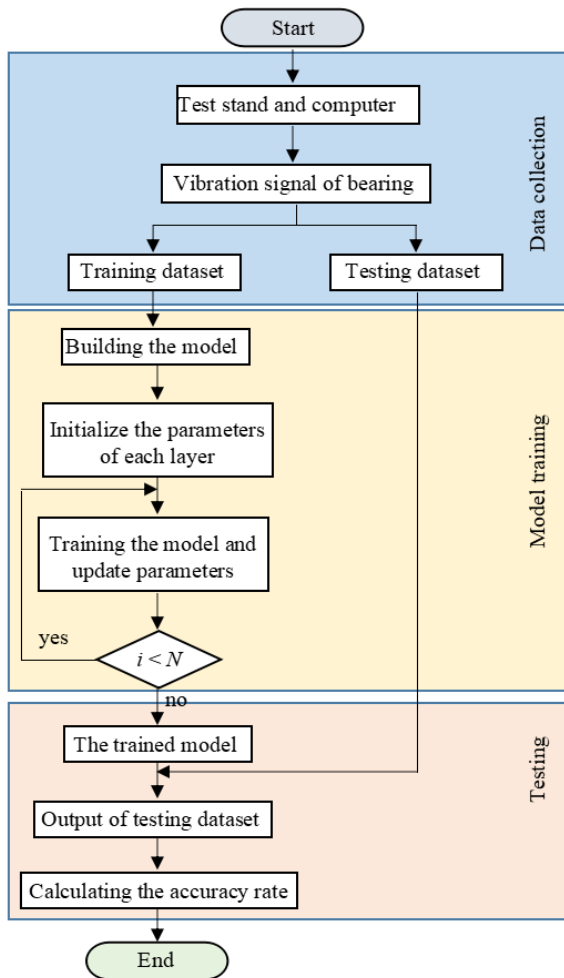 Start
Test stand and computer
Vibration signal of bearing
Training dataset
Testing dataset
Data collection
Building the model
Initialize the parameters
of each layer
Training the model and
update parameters
yes
i < N
no
Model training
The trained model
Output of testing dataset
Calculating the accuracy rate
Testing
End